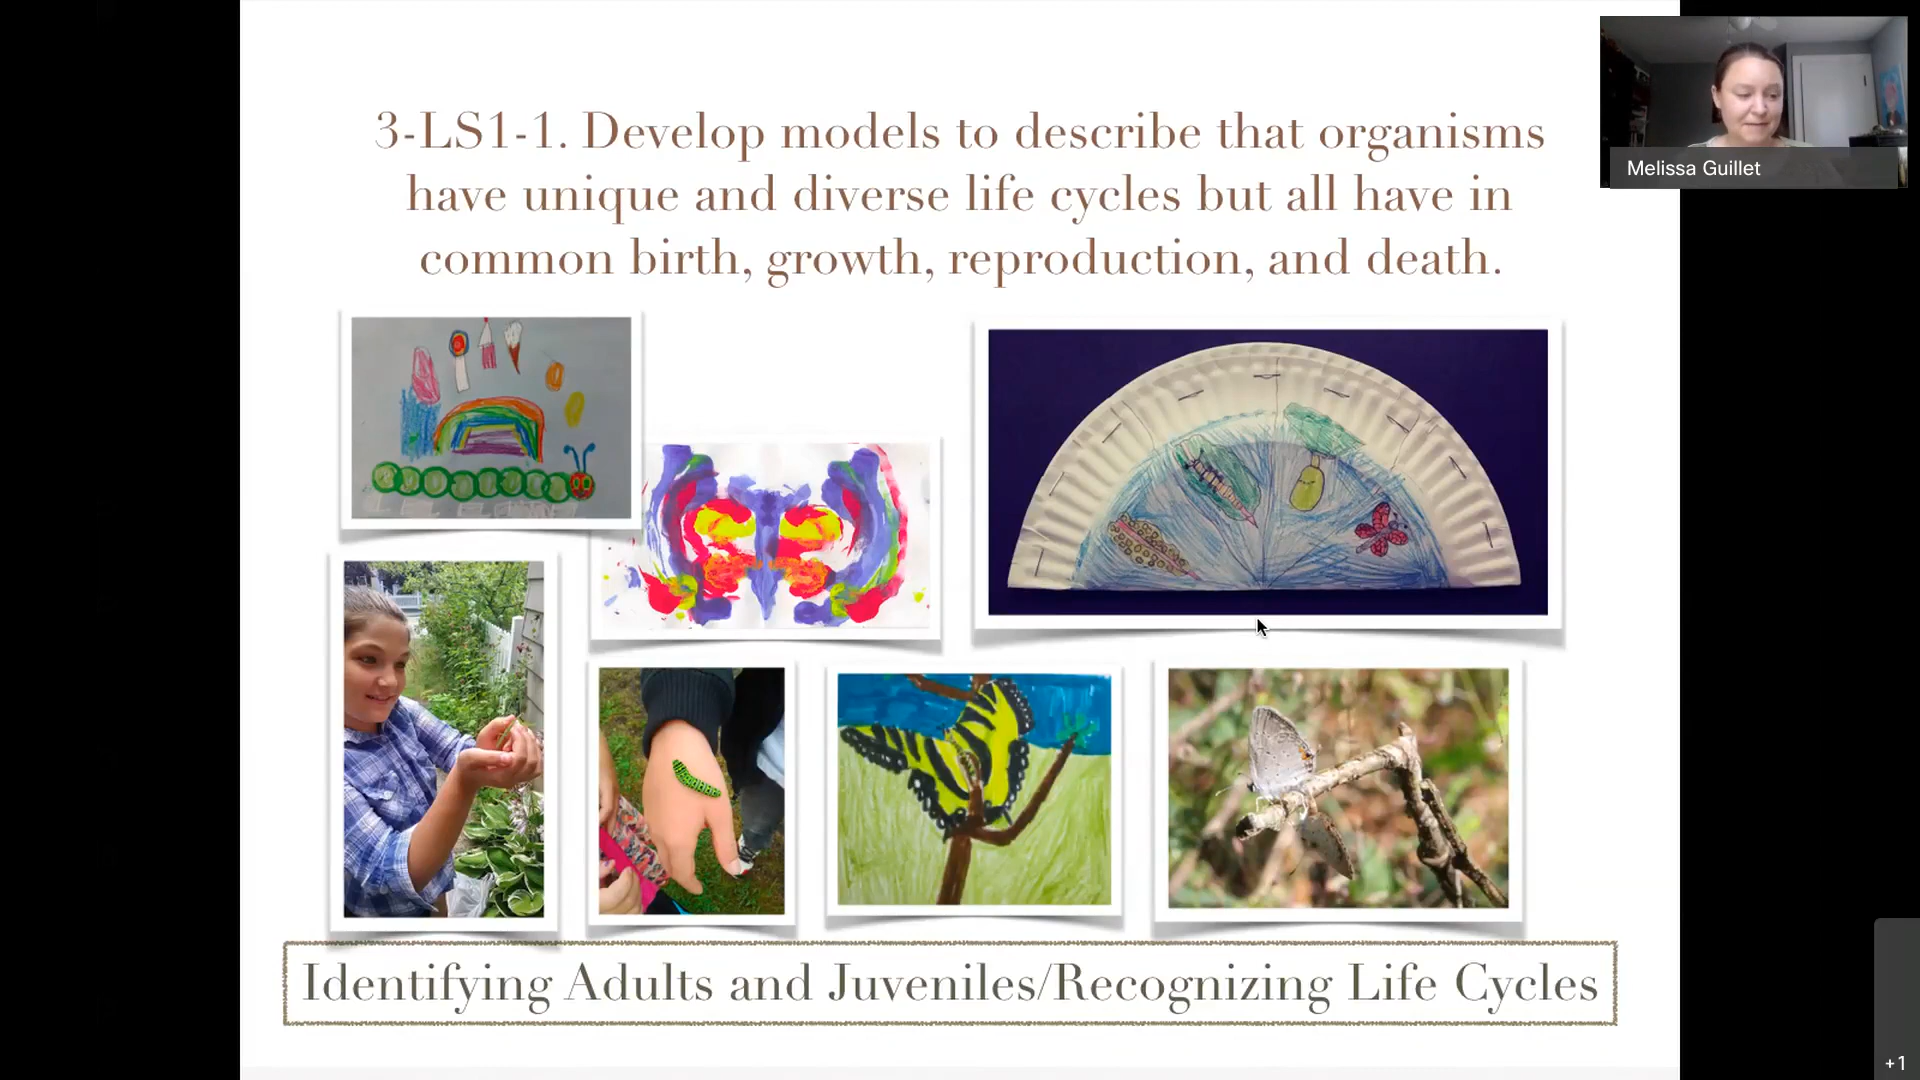 3-LS1-1. Develop models to describe that organisms
have unique and diverse life cycles but all have in
common birth, growth, reproduction, and death.
Melissa Guillet
Identifying Adults and Juveniles/Recognizing Life Cycles
+1